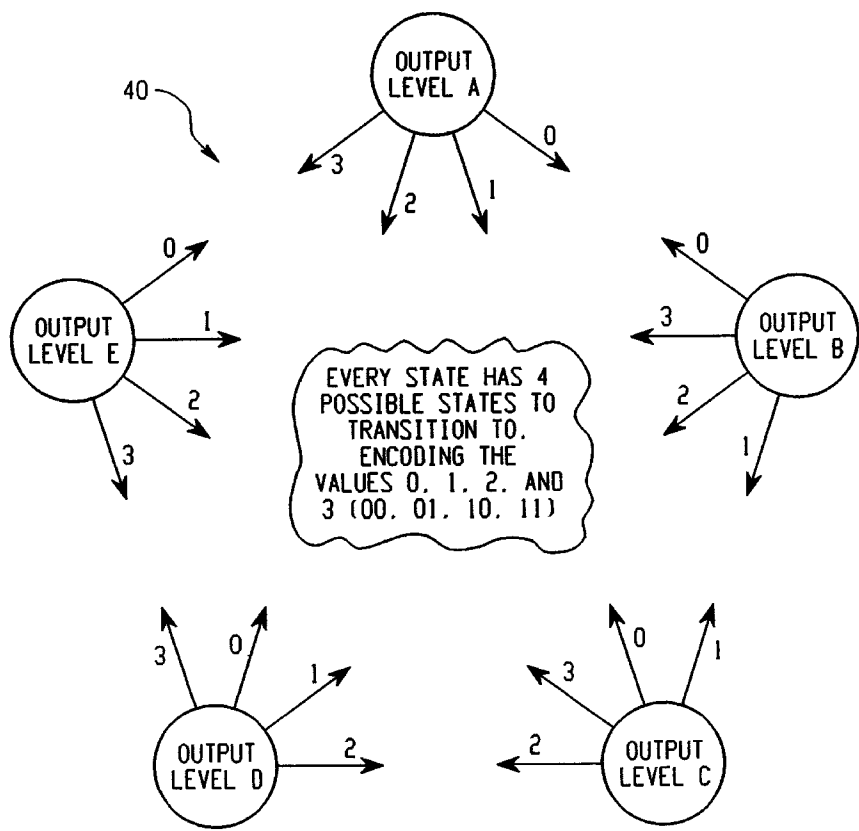 OUTPUT
LEVEL A
40
3
2
1
0
0
1
2
3
OUTPUT
LEVEL E
0
3
2
1
OUTPUT
LEVEL B
EVERY STATE HAS 4
POSSIBLE STATES TO
TRANSITION TO.
ENCODING THE
VALUES 0, 1, 2, AND
3 (00, 01, 10, 11)
3
0
1
2
OUTPUT
LEVEL D
0
1
3
2
OUTPUT
LEVEL C